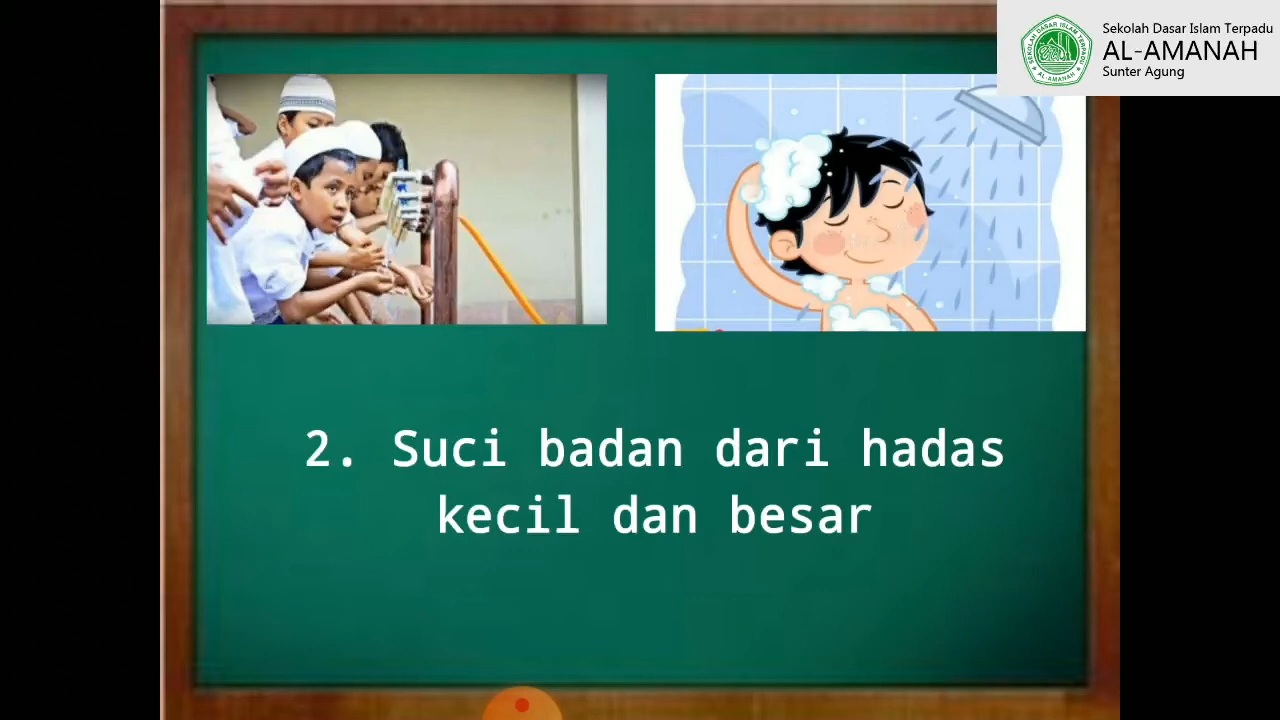 Sekolah Dasar Islam Terpadu
AL-AMANAH
Sunter Agung
2. Suci badan dari hadas
kecil dan besar